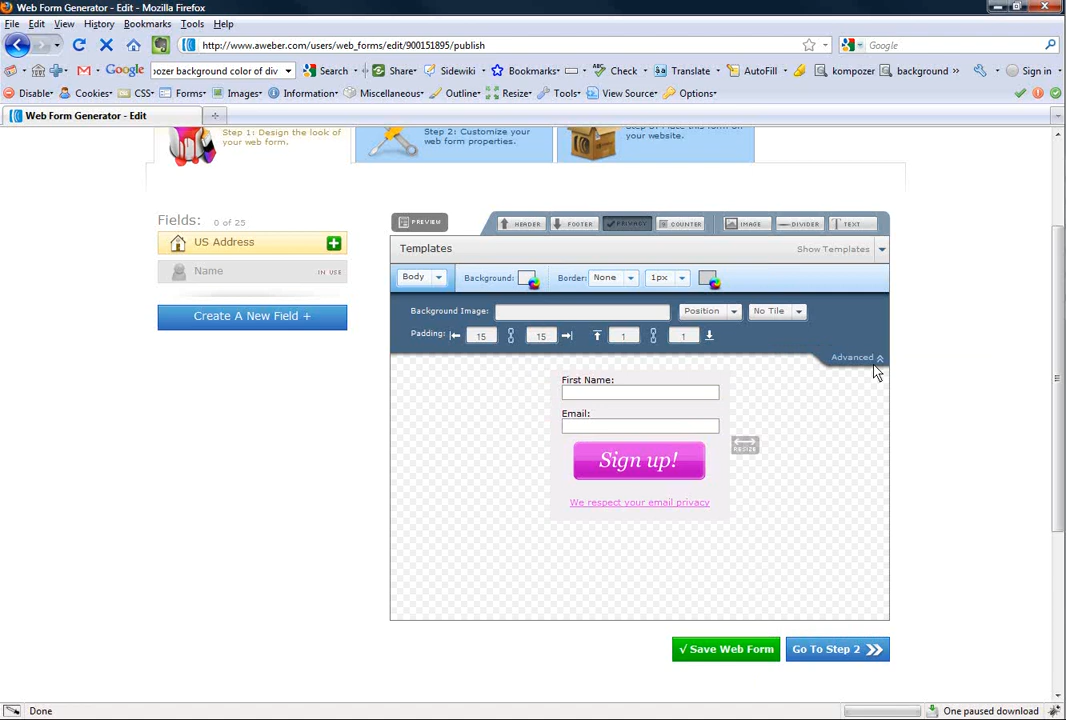 Web Form Generator - Edit - Mozilla Firefox
File Edit View History Bookmarks Tools Help
http://www.aweber.com/users/web_forms/edit/900151895/publish
Google
Google ozer background color of div Search Share Sidewiki Bookmarks Check Translate AutoFill kompozer background » Sign in
Disable Cookies CSS Forms Images Information Miscellaneous Outline Resize Tools View Source Options
Web Form Generator - Edit
Step 1: Design the look of
your web form.
Step 2: Customize your
web form properties.
website.
Fields: 0 of 25
US Address
Name IN USE
Create A New Field +
PREVIEW HEADER FOOTER PRIVACY COUNTER IMAGE DIVIDER TEXT
Templates Show Templates
Body Background: Border: None 1px
Background Image: Position No Tile
Padding: 15 15 1 1
Advanced
First Name:
Email:
RESIZE
Sign up!
We respect your email privacy
√ Save Web Form Go To Step 2
Done One paused download